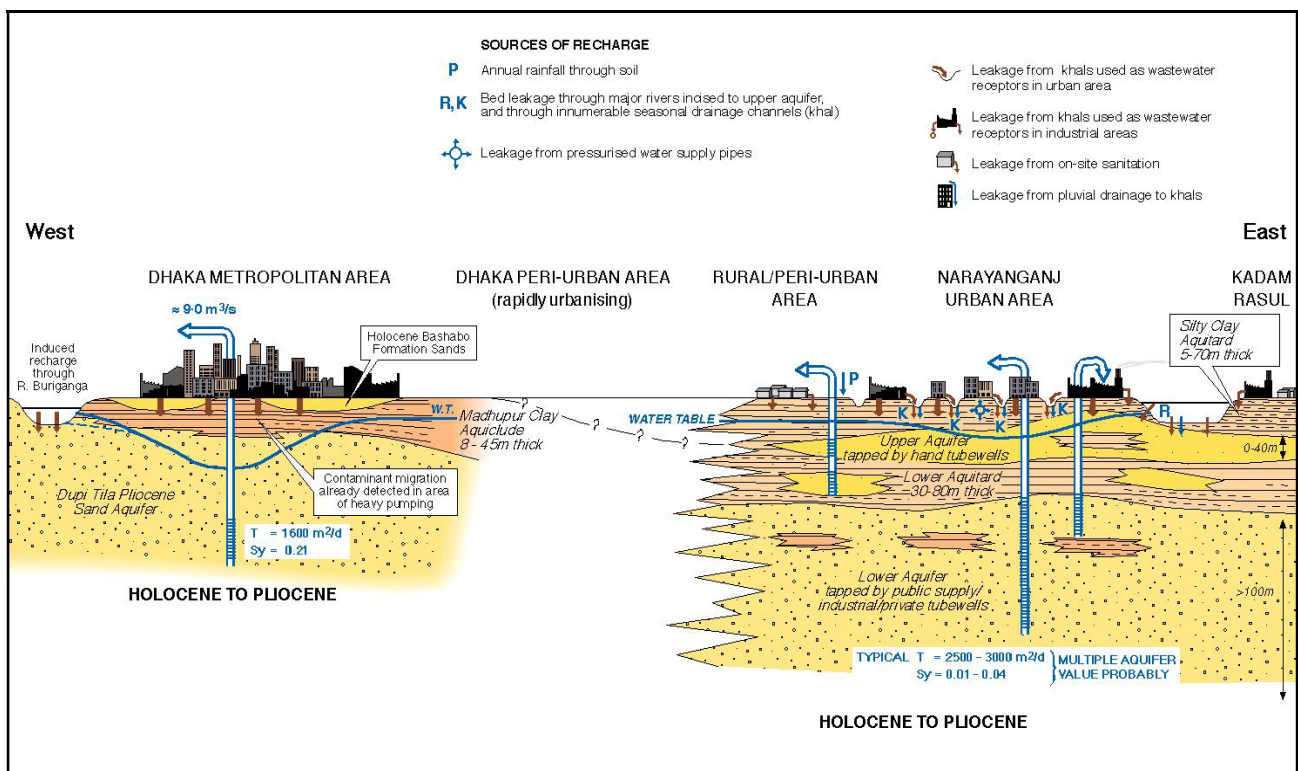 SOURCES OF RECHARGE
P Annual rainfall through soil
R, K Bed leakage through major rivers incised to upper aquifer,
and through innumerable seasonal drainage channels (khal)
Leakage from pressurised water supply pipes
Leakage from khals used as wastewater
receptors in urban area
Leakage from khals used as wastewater
receptors in industrial areas
Leakage from on-site sanitation
Leakage from pluvial drainage to khals
West
East
DHAKA METROPOLITAN AREA
DHAKA PERI-URBAN AREA
(rapidly urbanising)
RURAL/PERI-URBAN
AREA
NARAYANGANJ
URBAN AREA
KADAM
RASUL
≈ 9·0 m³/s
Induced
recharge
through
R. Buriganga
Holocene Bashabo
Formation Sands
Silty Clay
Aquitard
5-70m thick
P
W.T.
Madhupur Clay
Aquiclude
8 - 45m thick
?
?
?
?
WATER TABLE
K
K
K
K
R
Upper Aquifer
tapped by hand tubewells
0-40m
Lower Aquitard
30-80m thick
Contaminant migration
already detected in area
of heavy pumping
Dupi Tila Pliocene
Sand Aquifer
T = 1600 m²/d
Sy = 0.21
HOLOCENE TO PLIOCENE
Lower Aquifer
tapped by public supply/
industrial/private tubewells
>100m
TYPICAL T = 2500 - 3000 m²/d
Sy = 0.01 - 0.04
MULTIPLE AQUIFER
VALUE PROBABLY
HOLOCENE TO PLIOCENE